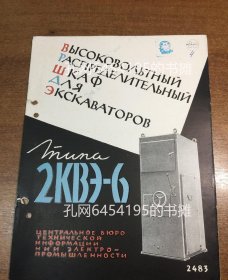 ВЫСОКОВОЛЬТНЫЙ
РАСПРЕДЕЛИТЕЛЬНЫЙ
ШКАФ
ДЛЯ
ЭКСКАВАТОРОВ
типа
2КВЭ-6
孔网6454195的书摊
ЦЕНТРАЛЬНОЕ БЮРО
ТЕХНИЧЕСКОЙ
ИНФОРМАЦИИ
НИИ ЭЛЕКТРО-
ПРОМЫШЛЕННОСТИ
2483